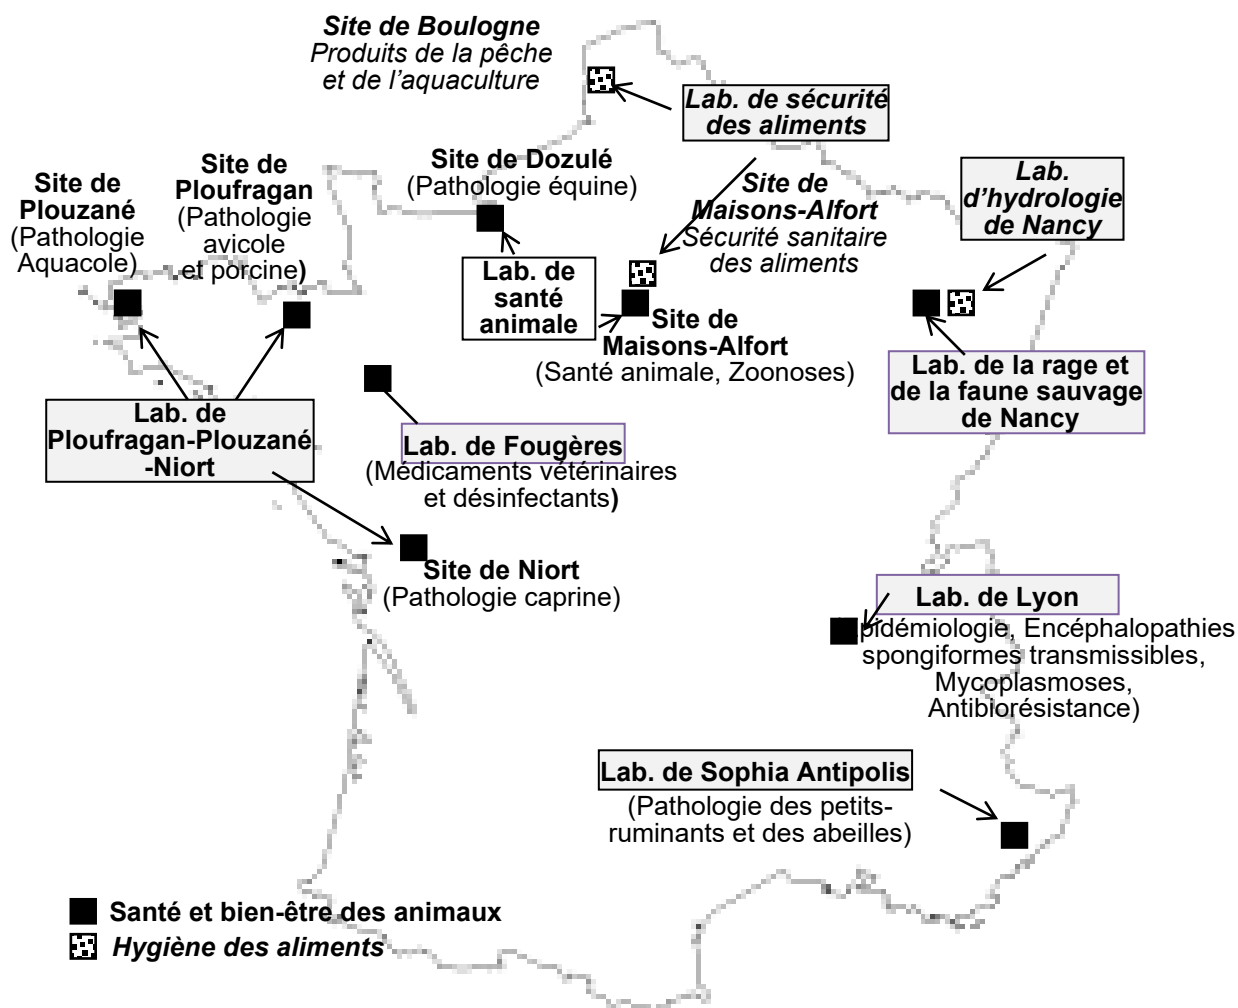 Site de Boulogne
Produits de la pêche
et de l’aquaculture
Lab. de sécurité
des aliments
Site de Dozulé
(Pathologie équine)
Site de
Ploufragan
(Pathologie
avicole
et porcine)
Site de
Plouzané
(Pathologie
Aquacole)
Site de
Maisons-Alfort
Sécurité sanitaire
des aliments
Lab.
d’hydrologie
de Nancy
Lab. de
santé
animale
Site de
Maisons-Alfort
(Santé animale, Zoonoses)
Lab. de la rage et
de la faune sauvage
de Nancy
Lab. de
Ploufragan-Plouzané
-Niort
Lab. de Fougères
(Médicaments vétérinaires
et désinfectants)
Site de Niort
(Pathologie caprine)
Lab. de Lyon
pidémiologie, Encéphalopathies
spongiformes transmissibles,
Mycoplasmoses,
Antibiorésistance)
Lab. de Sophia Antipolis
(Pathologie des petits-
ruminants et des abeilles)
Santé et bien-être des animaux
Hygiène des aliments